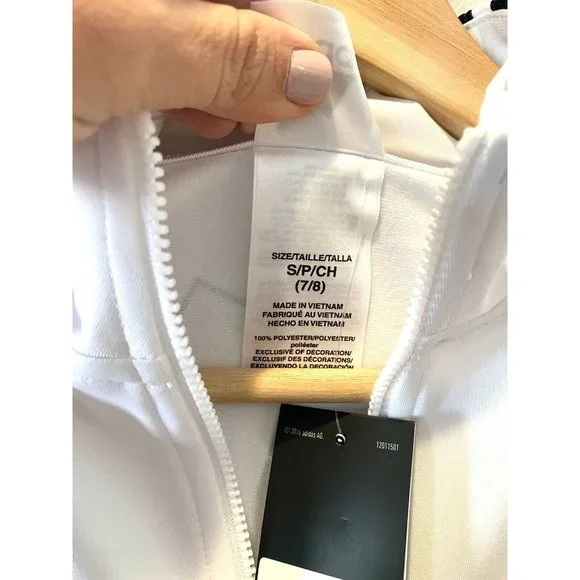 SIZE/TAILLE/TALLA
S/P/CH
(7/8)
MADE IN VIETNAM
FABRIQUÉ AU VIETNAM
HECHO EN VIETNAM
100% POLYESTER/POLYESTER/
poliéster
EXCLUSIVE OF DECORATION/
EXCLUSIF DES DÉCORATIONS/
EXCLUYENDO LA DECORACIÓN
© 2016 adidas AG.
12011501